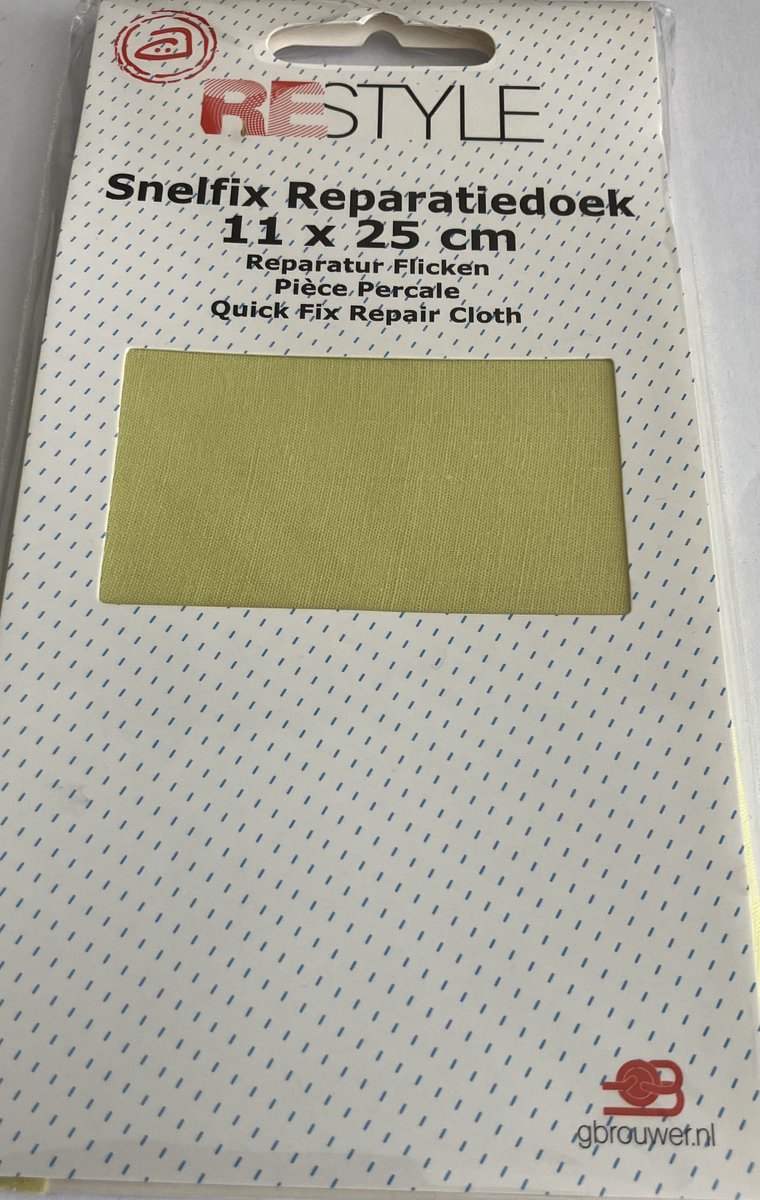 RESTYLE
Snelfix Reparatiedoek
11 x 25 cm
Reparatur Flicken
Pièce Percale
Quick Fix Repair Cloth
gbrouwer.nl